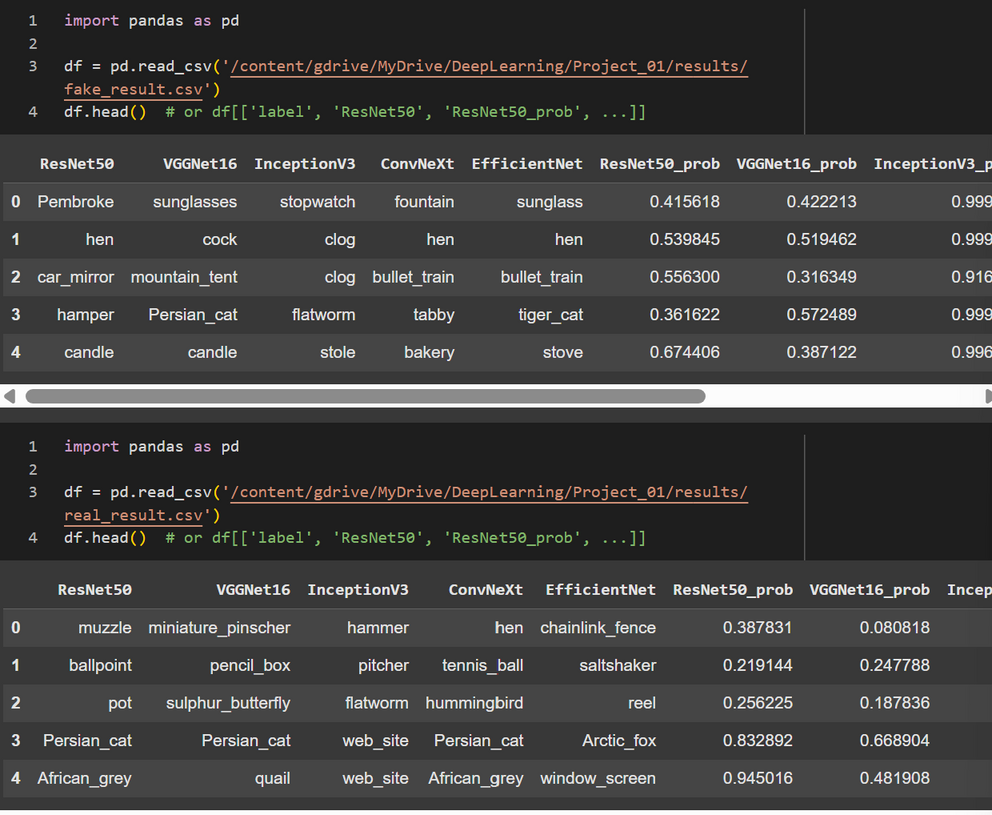 1 import pandas as pd
2
3 df = pd.read_csv('/content/gdrive/MyDrive/DeepLearning/Project_01/results/
fake_result.csv')
4 df.head() # or df[['label', 'ResNet50', 'ResNet50_prob', ...]]
ResNet50 VGGNet16 InceptionV3 ConvNeXt EfficientNet ResNet50_prob VGGNet16_prob InceptionV3_p
0 Pembroke sunglasses stopwatch fountain sunglass 0.415618 0.422213 0.999
1 hen cock clog hen hen 0.539845 0.519462 0.999
2 car_mirror mountain_tent clog bullet_train bullet_train 0.556300 0.316349 0.916
3 hamper Persian_cat flatworm tabby tiger_cat 0.361622 0.572489 0.999
4 candle candle stole bakery stove 0.674406 0.387122 0.996
1 import pandas as pd
2
3 df = pd.read_csv('/content/gdrive/MyDrive/DeepLearning/Project_01/results/
real_result.csv')
4 df.head() # or df[['label', 'ResNet50', 'ResNet50_prob', ...]]
ResNet50 VGGNet16 InceptionV3 ConvNeXt EfficientNet ResNet50_prob VGGNet16_prob Incep
0 muzzle miniature_pinscher hammer hen chainlink_fence 0.387831 0.080818
1 ballpoint pencil_box pitcher tennis_ball saltshaker 0.219144 0.247788
2 pot sulphur_butterfly flatworm hummingbird reel 0.256225 0.187836
3 Persian_cat Persian_cat web_site Persian_cat Arctic_fox 0.832892 0.668904
4 African_grey quail web_site African_grey window_screen 0.945016 0.481908